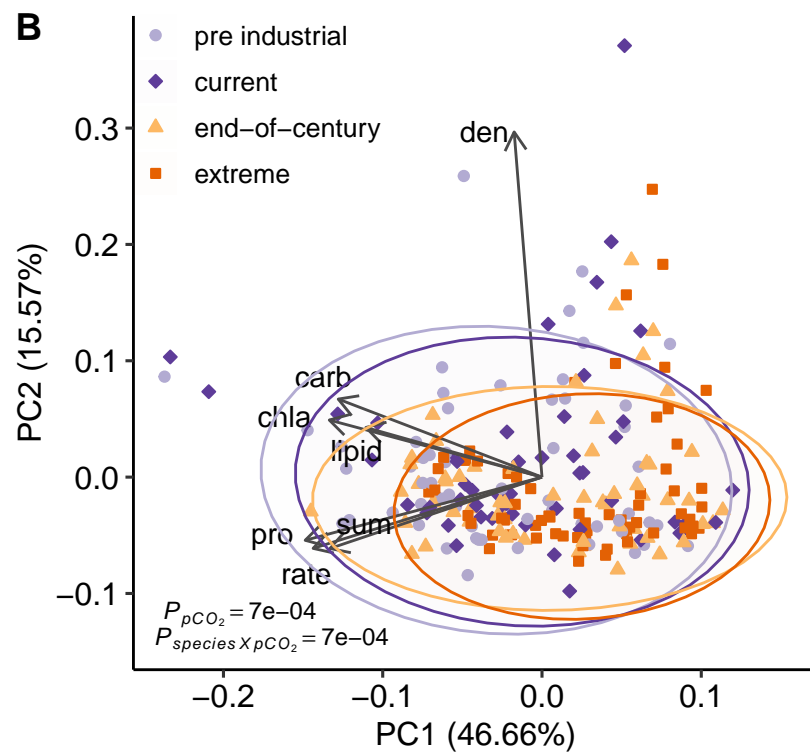 B
pre industrial
current
end−of−century
extreme
den
carb
chla
lipid
sum
pro
rate
P pCO₂ = 7e−04
P species X pCO₂ = 7e−04
0.3
0.2
0.1
0.0
−0.1
PC2 (15.57%)
−0.2 −0.1 0.0 0.1
PC1 (46.66%)